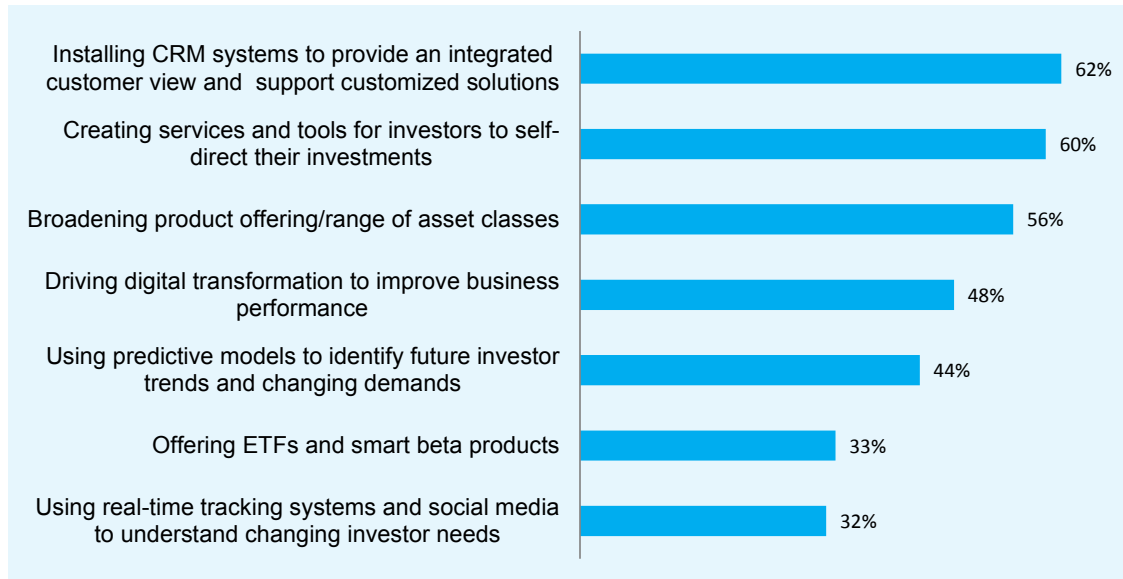 Installing CRM systems to provide an integrated
customer view and  support customized solutions
62%
Creating services and tools for investors to self-
direct their investments
60%
Broadening product offering/range of asset classes
56%
Driving digital transformation to improve business
performance
48%
Using predictive models to identify future investor
trends and changing demands
44%
Offering ETFs and smart beta products
33%
Using real-time tracking systems and social media
to understand changing investor needs
32%